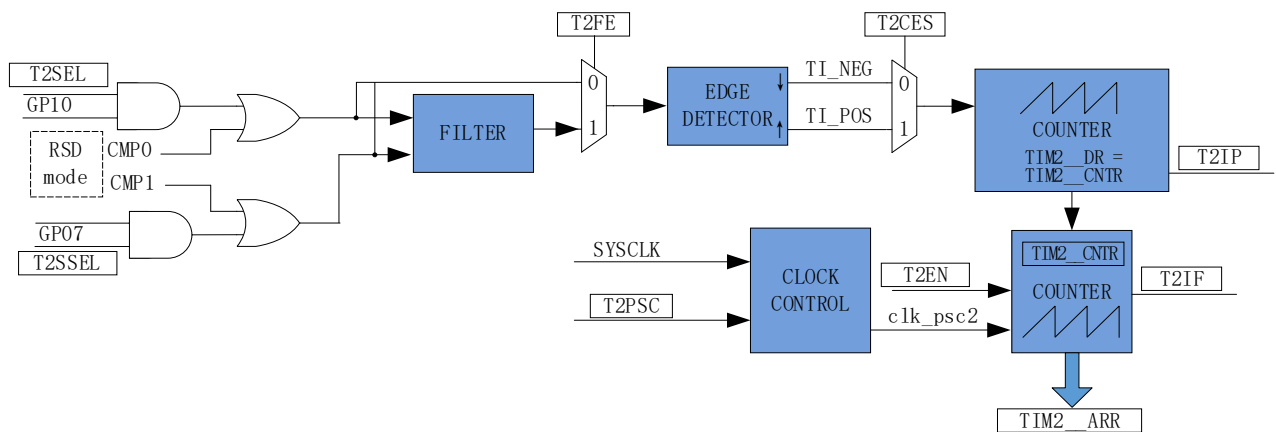 T2FE
T2CES
T2SEL
GP10
RSD
mode
CMP0
CMP1
GP07
T2SSEL
FILTER
0
1
EDGE
DETECTOR
↓
↑
TI_NEG
TI_POS
0
1
COUNTER
TIM2__DR =
TIM2__CNTR
T2IP
SYSCLK
T2PSC
CLOCK
CONTROL
T2EN
clk_psc2
TIM2__CNTR
COUNTER
T2IF
TIM2__ARR